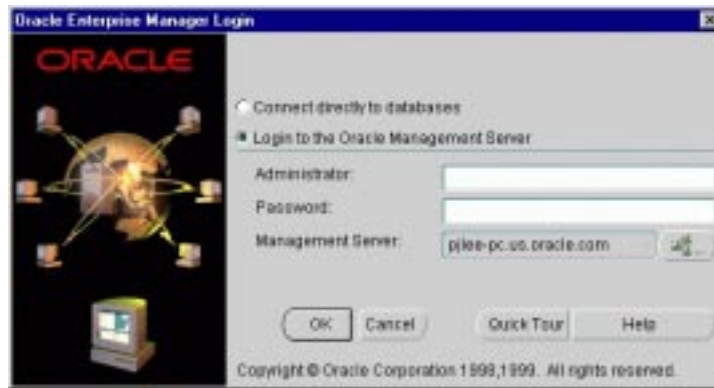 Oracle Enterprise Manager Login
ORACLE
Connect directly to databases
Login to the Oracle Management Server
Administrator:
Password:
Management Server: pjlee-pc.us.oracle.com
OK Cancel Quick Tour Help
Copyright © Oracle Corporation 1998,1999. All rights reserved.